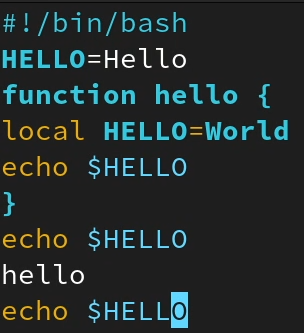 #!/bin/bash
HELLO=Hello
function hello {
local HELLO=World
echo $HELLO
}
echo $HELLO
hello
echo $HELLO